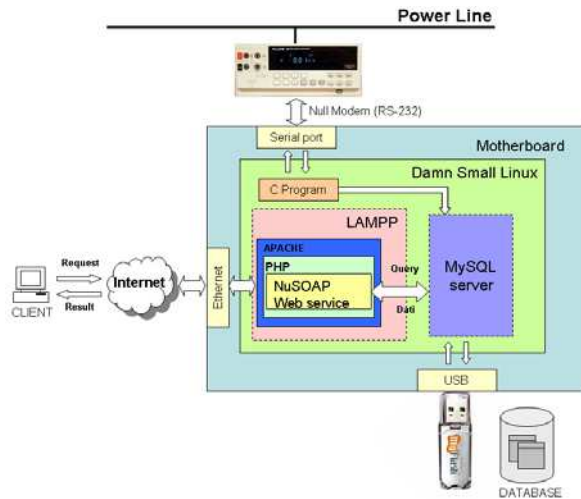 Power Line
Null Modem (RS-232)
Serial port
Motherboard
Damn Small Linux
C Program
LAMPP
APACHE
PHP
NuSOAP
Web service
Query
Dati
MySQL
server
Request
Result
CLIENT
Internet
Ethernet
USB
DATABASE